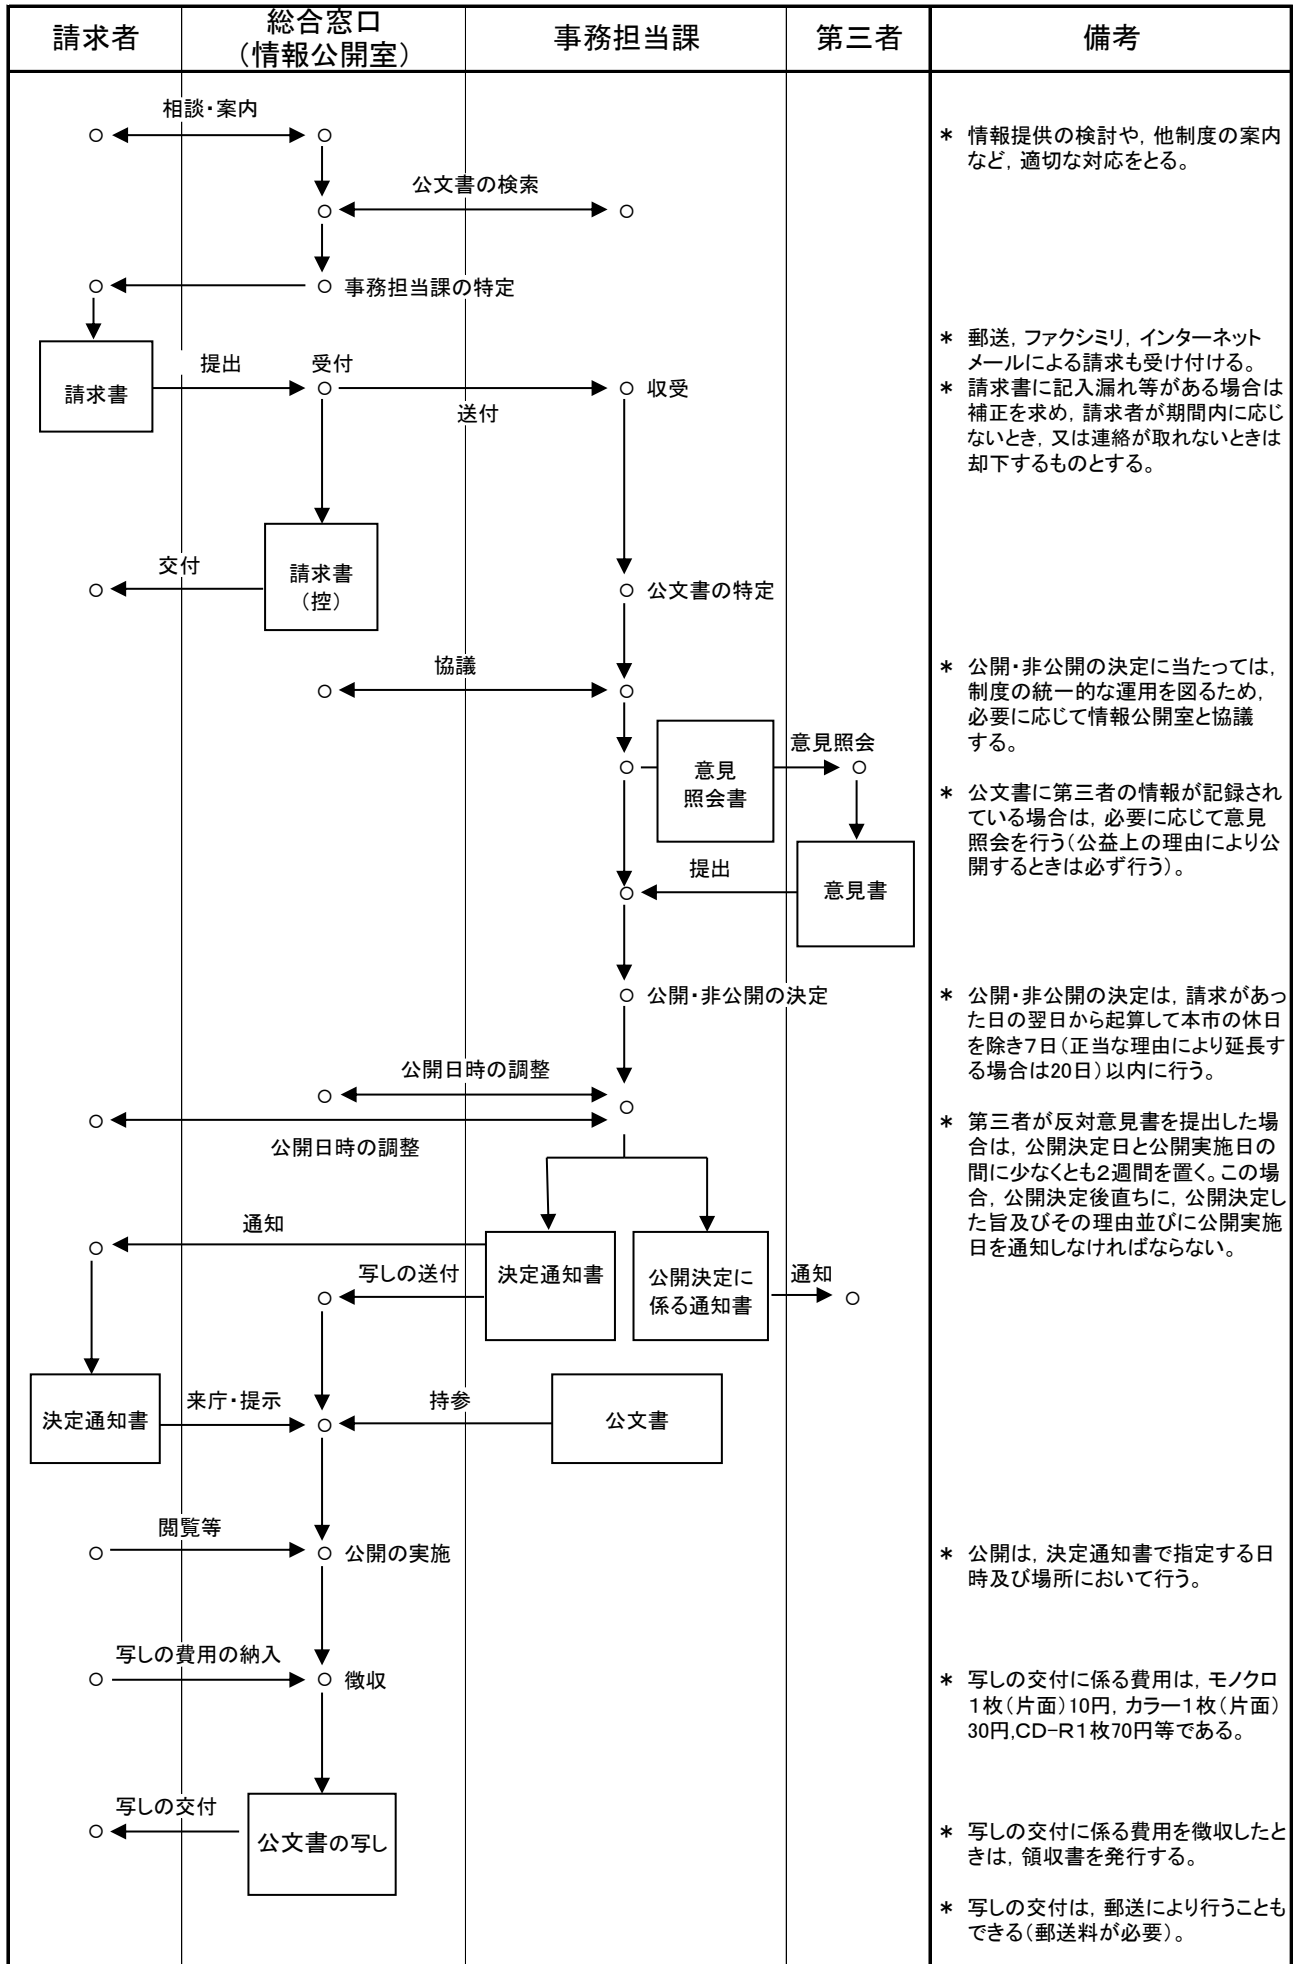 請求者
総合窓口
（情報公開室）
事務担当課
第三者
備考
相談・案内
＊ 情報提供の検討や，他制度の案内
など，適切な対応をとる。
公文書の検索
事務担当課の特定
請求書
提出
受付
送付
収受
＊ 郵送，ファクシミリ，インターネット
メールによる請求も受け付ける。
＊ 請求書に記入漏れ等がある場合は
補正を求め，請求者が期間内に応じ
ないとき，又は連絡が取れないときは
却下するものとする。
交付
請求書
（控）
公文書の特定
協議
＊ 公開・非公開の決定に当たっては，
制度の統一的な運用を図るため，
必要に応じて情報公開室と協議
する。
意見
照会書
意見照会
＊ 公文書に第三者の情報が記録され
ている場合は，必要に応じて意見
照会を行う（公益上の理由により公
開するときは必ず行う）。
提出
意見書
公開・非公開の決定
＊ 公開・非公開の決定は，請求があっ
た日の翌日から起算して本市の休日
を除き７日（正当な理由により延長す
る場合は20日）以内に行う。
公開日時の調整
公開日時の調整
＊ 第三者が反対意見書を提出した場
合は，公開決定日と公開実施日の
間に少なくとも２週間を置く。この場
合，公開決定後直ちに，公開決定し
た旨及びその理由並びに公開実施
日を通知しなければならない。
通知
写しの送付
決定通知書
公開決定に
係る通知書
通知
決定通知書
来庁・提示
持参
公文書
閲覧等
公開の実施
＊ 公開は，決定通知書で指定する日
時及び場所において行う。
写しの費用の納入
徴収
＊ 写しの交付に係る費用は，モノクロ
１枚（片面）10円，カラー１枚（片面）
30円,ＣＤ−Ｒ１枚70円等である。
写しの交付
公文書の写し
＊ 写しの交付に係る費用を徴収したと
きは，領収書を発行する。
＊ 写しの交付は，郵送により行うことも
できる（郵送料が必要）。